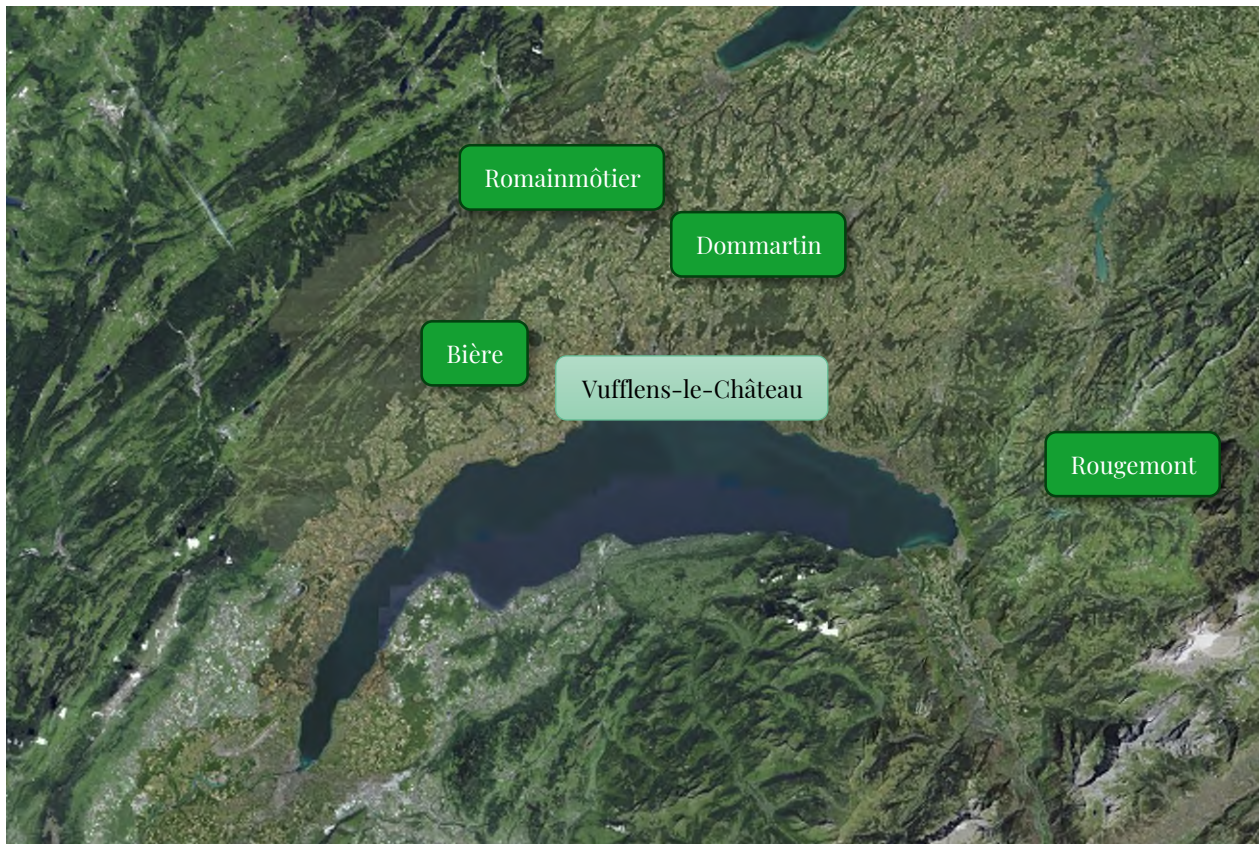 Romainmôtier
Dommartin
Bière
Vufflens-le-Château
Rougemont